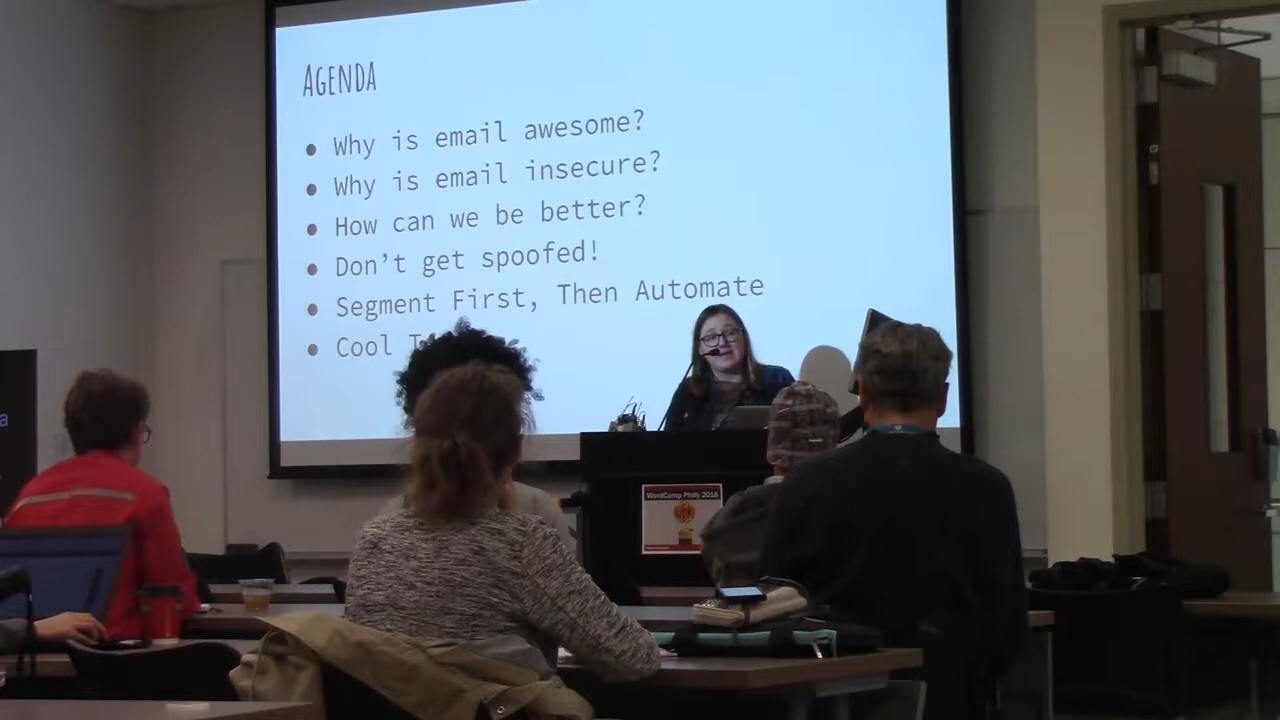 AGENDA
Why is email awesome?
Why is email insecure?
How can we be better?
Don't get spoofed!
Segment First, Then Automate
Cool
WordCamp Philly 2018